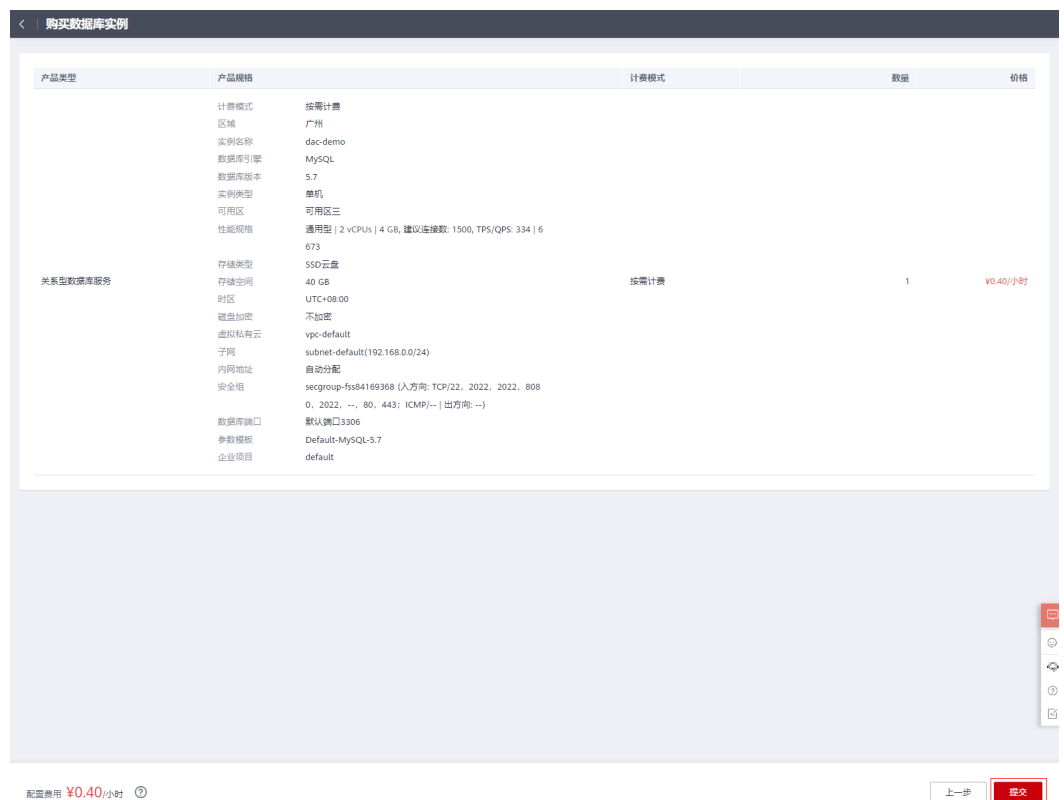 购买数据库实例
产品类型 产品规格 计费模式 数量 价格
计费模式 按需计费
区域 广州
实例名称 dac-demo
数据库引擎 MySQL
数据库版本 5.7
实例类型 单机
可用区 可用区三
性能规格 通用型 | 2 vCPUs | 4 GB, 建议连接数: 1500, TPS/QPS: 334 | 6
673
存储类型 SSD云盘
关系型数据库服务 存储空间 40 GB 按需计费 1 ¥0.40/小时
时区 UTC+08:00
磁盘加密 不加密
虚拟私有云 vpc-default
子网 subnet-default(192.168.0.0/24)
内网地址 自动分配
安全组 secgroup-fss84169368 (入方向: TCP/22, 2022, 2022, 808
0, 2022, --, 80, 443; ICMP/-- | 出方向: --)
数据库端口 默认端口3306
参数模板 Default-MySQL-5.7
企业项目 default
配置费用 ¥0.40/小时 ?
上一步 提交